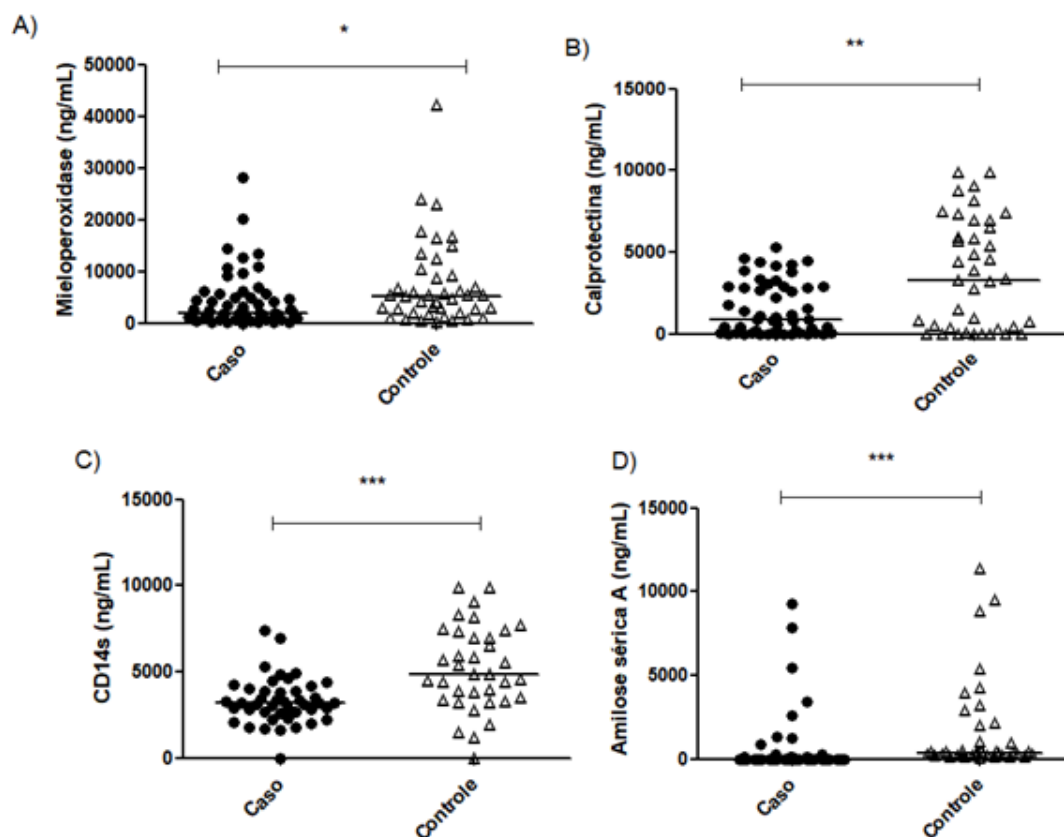 A)
*
Mieloperoxidase (ng/mL)
50000
40000
30000
20000
10000
0
Caso
Controle
B)
**
Calprotectina (ng/mL)
15000
10000
5000
0
Caso
Controle
C)
***
CD14s (ng/mL)
15000
10000
5000
0
Caso
Controle
D)
***
Amilose sérica A (ng/mL)
15000
10000
5000
0
Caso
Controle